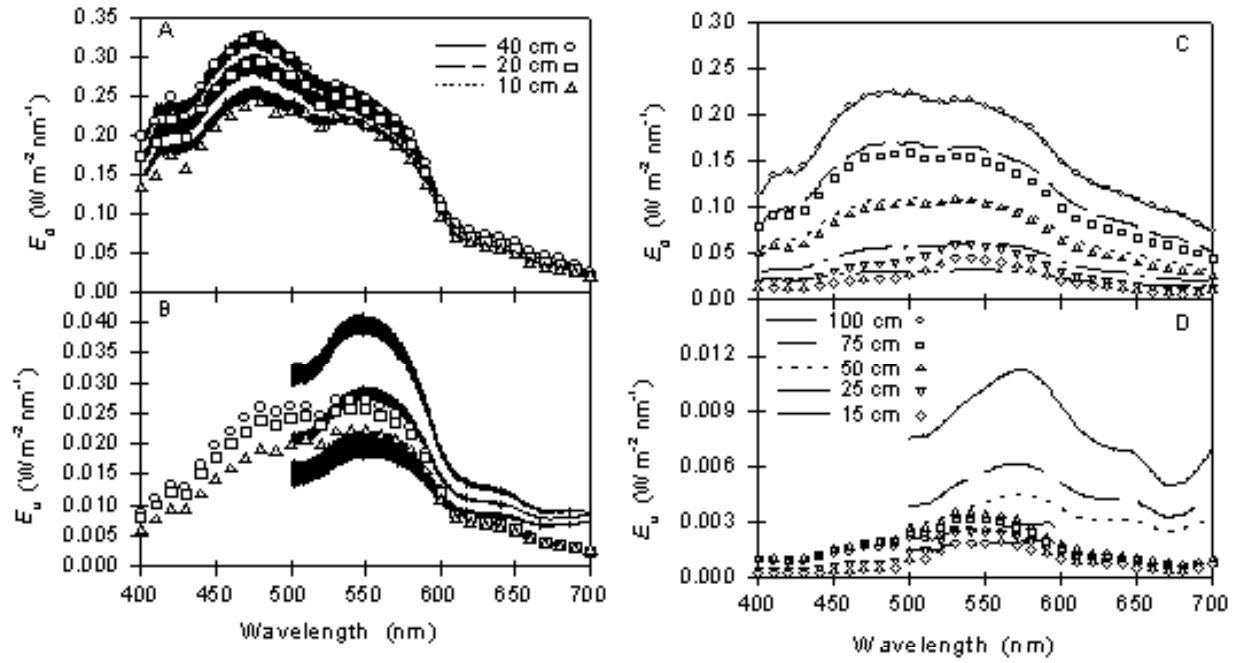 A
0.35
0.30
0.25
0.20
0.15
0.10
0.05
0.00
E_d (W m⁻² nm⁻¹)
40 cm
20 cm
10 cm
B
0.040
0.035
0.030
0.025
0.020
0.015
0.010
0.005
0.000
E_u (W m⁻² nm⁻¹)
400 450 500 550 600 650 700
Wavelength (nm)
C
0.30
0.25
0.20
0.15
0.10
0.05
0.00
E_d (W m⁻² nm⁻¹)
D
100 cm
75 cm
50 cm
25 cm
15 cm
0.012
0.009
0.006
0.003
0.000
E_u (W m⁻² nm⁻¹)
400 450 500 550 600 650 700
Wavelength (nm)